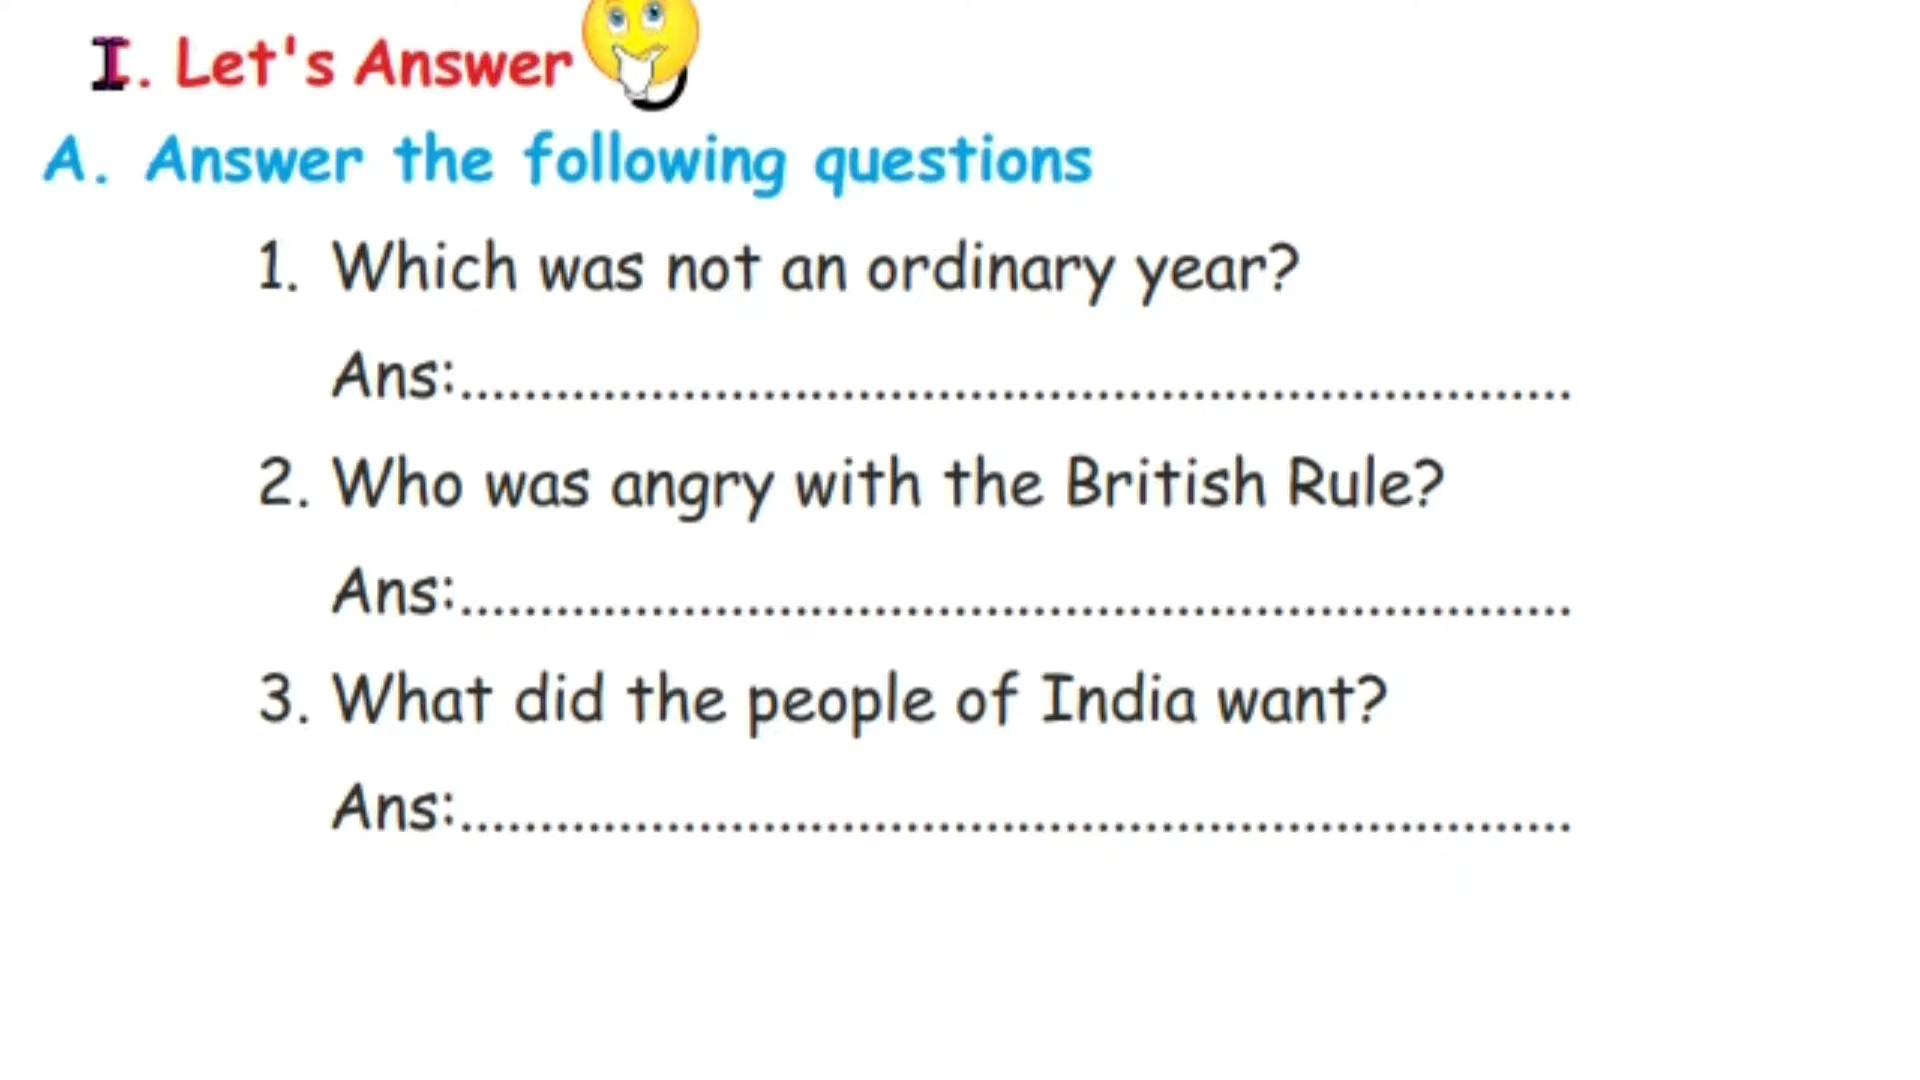 I. Let's Answer
A. Answer the following questions
1. Which was not an ordinary year?
Ans:......................................................................
2. Who was angry with the British Rule?
Ans:......................................................................
3. What did the people of India want?
Ans:......................................................................